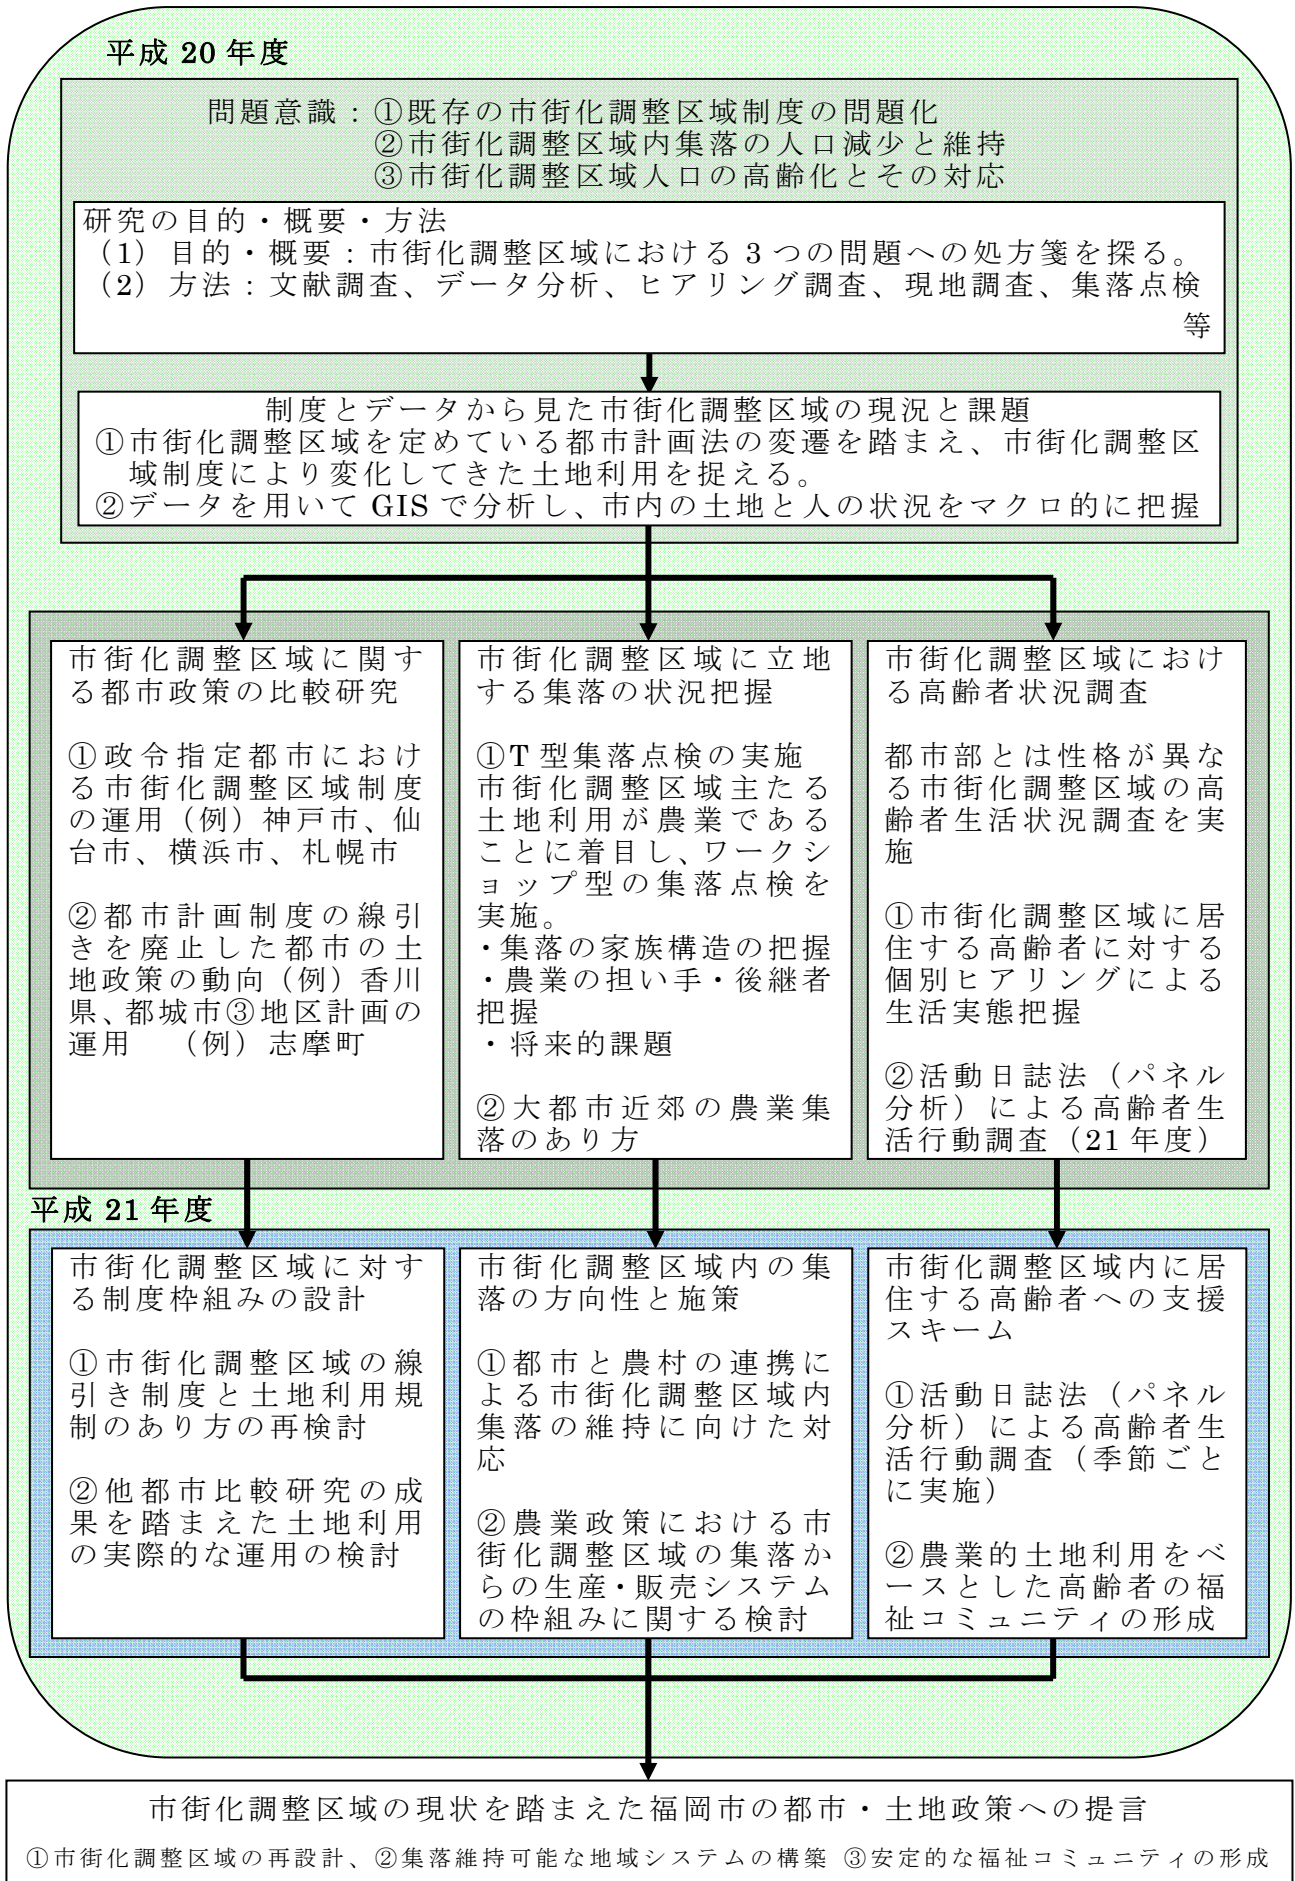 平成 20 年度
問題意識：①既存の市街化調整区域制度の問題化
②市街化調整区域内集落の人口減少と維持
③市街化調整区域人口の高齢化とその対応
研究の目的・概要・方法
（1）目的・概要：市街化調整区域における 3 つの問題への処方箋を探る。
（2）方法：文献調査、データ分析、ヒアリング調査、現地調査、集落点検
等
制度とデータから見た市街化調整区域の現況と課題
①市街化調整区域を定めている都市計画法の変遷を踏まえ、市街化調整区
域制度により変化してきた土地利用を捉える。
②データを用いて GIS で分析し、市内の土地と人の状況をマクロ的に把握
市街化調整区域に関す
る都市政策の比較研究
①政令指定都市におけ
る市街化調整区域制度
の運用（例）神戸市、仙
台市、横浜市、札幌市
②都市計画制度の線引
きを廃止した都市の土
地政策の動向（例）香川
県、都城市③地区計画の
運用　（例）志摩町
市街化調整区域に立地
する集落の状況把握
①T 型集落点検の実施
市街化調整区域主たる
土地利用が農業である
ことに着目し、ワークシ
ョップ型の集落点検を
実施。
・集落の家族構造の把握
・農業の担い手・後継者
把握
・将来的課題
②大都市近郊の農業集
落のあり方
市街化調整区域におけ
る高齢者状況調査
都市部とは性格が異な
る市街化調整区域の高
齢者生活状況調査を実
施
①市街化調整区域に居
住する高齢者に対する
個別ヒアリングによる
生活実態把握
②活動日誌法（パネル
分析）による高齢者生
活行動調査（21 年度）
平成 21 年度
市街化調整区域に対す
る制度枠組みの設計
①市街化調整区域の線
引き制度と土地利用規
制のあり方の再検討
②他都市比較研究の成
果を踏まえた土地利用
の実際的な運用の検討
市街化調整区域内の集
落の方向性と施策
①都市と農村の連携に
よる市街化調整区域内
集落の維持に向けた対
応
②農業政策における市
街化調整区域の集落か
らの生産・販売システム
の枠組みに関する検討
市街化調整区域内に居
住する高齢者への支援
スキーム
①活動日誌法（パネル
分析）による高齢者生
活行動調査（季節ごと
に実施）
②農業的土地利用をベ
ースとした高齢者の福
祉コミュニティの形成
市街化調整区域の現状を踏まえた福岡市の都市・土地政策への提言
①市街化調整区域の再設計、②集落維持可能な地域システムの構築 ③安定的な福祉コミュニティの形成